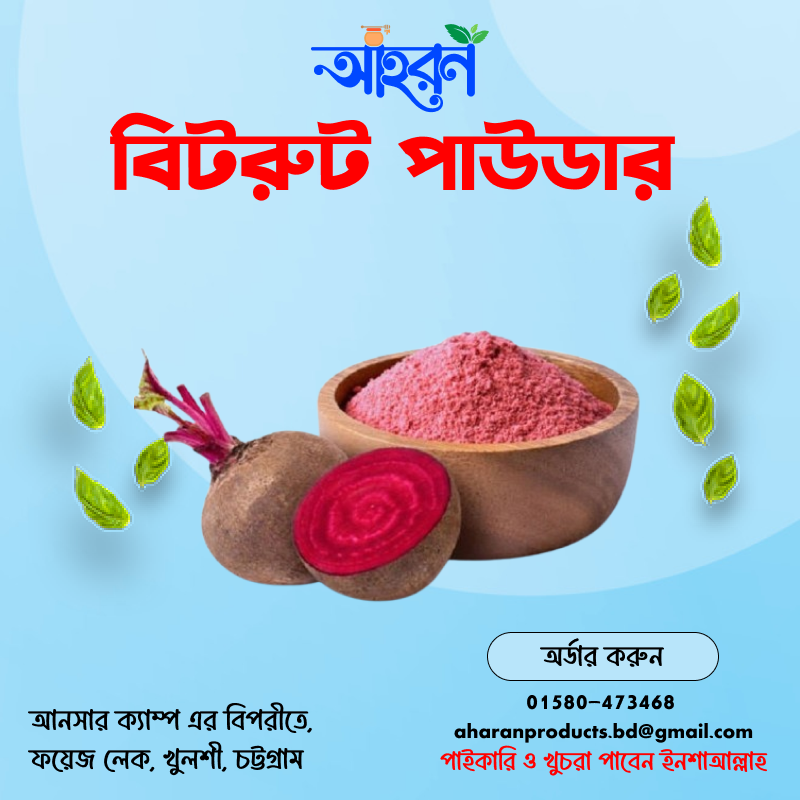 আহরন
বিটরুট পাউডার
অর্ডার করুন
01580-473468
aharanproducts.bd@gmail.com
পাইকারি ও খুচরা পাবেন ইনশাআল্লাহ
আনসার ক্যাম্প এর বিপরীতে,
ফয়েজ লেক, খুলশী, চট্টগ্রাম